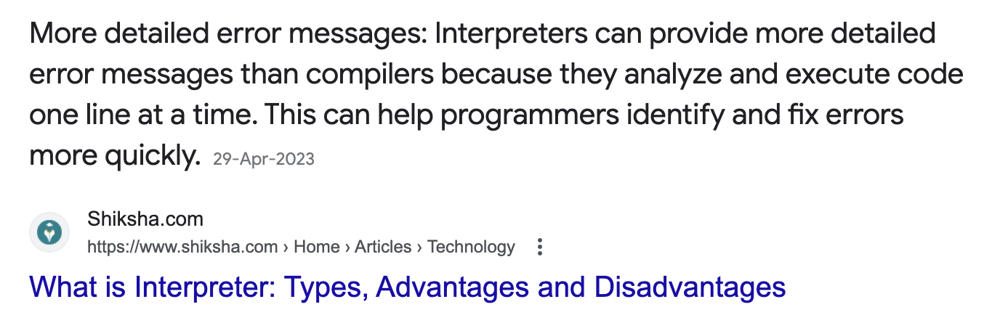 More detailed error messages: Interpreters can provide more detailed
error messages than compilers because they analyze and execute code
one line at a time. This can help programmers identify and fix errors
more quickly. 29-Apr-2023
Shiksha.com
https://www.shiksha.com › Home › Articles › Technology
What is Interpreter: Types, Advantages and Disadvantages